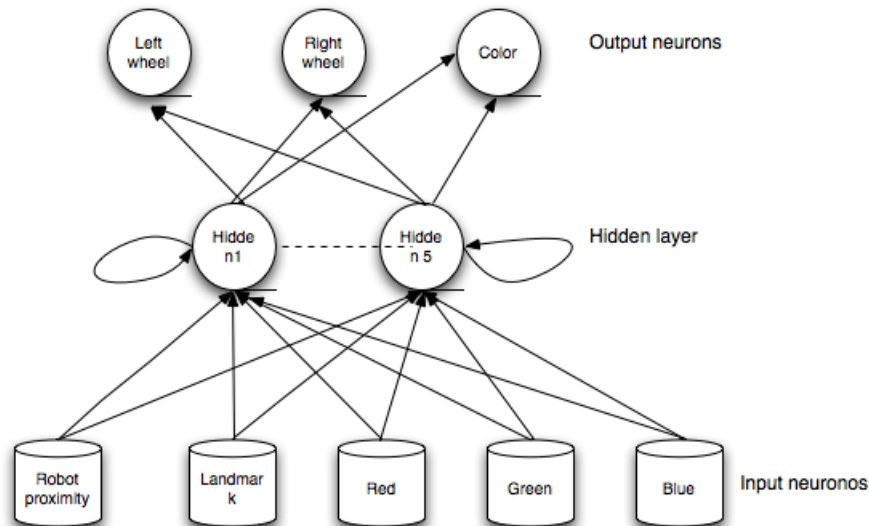 Left
wheel
Right
wheel
Color
Output neurons
Hidde
n1
Hidde
n 5
Hidden layer
Robot
proximity
Landmar
k
Red
Green
Blue
Input neuronos